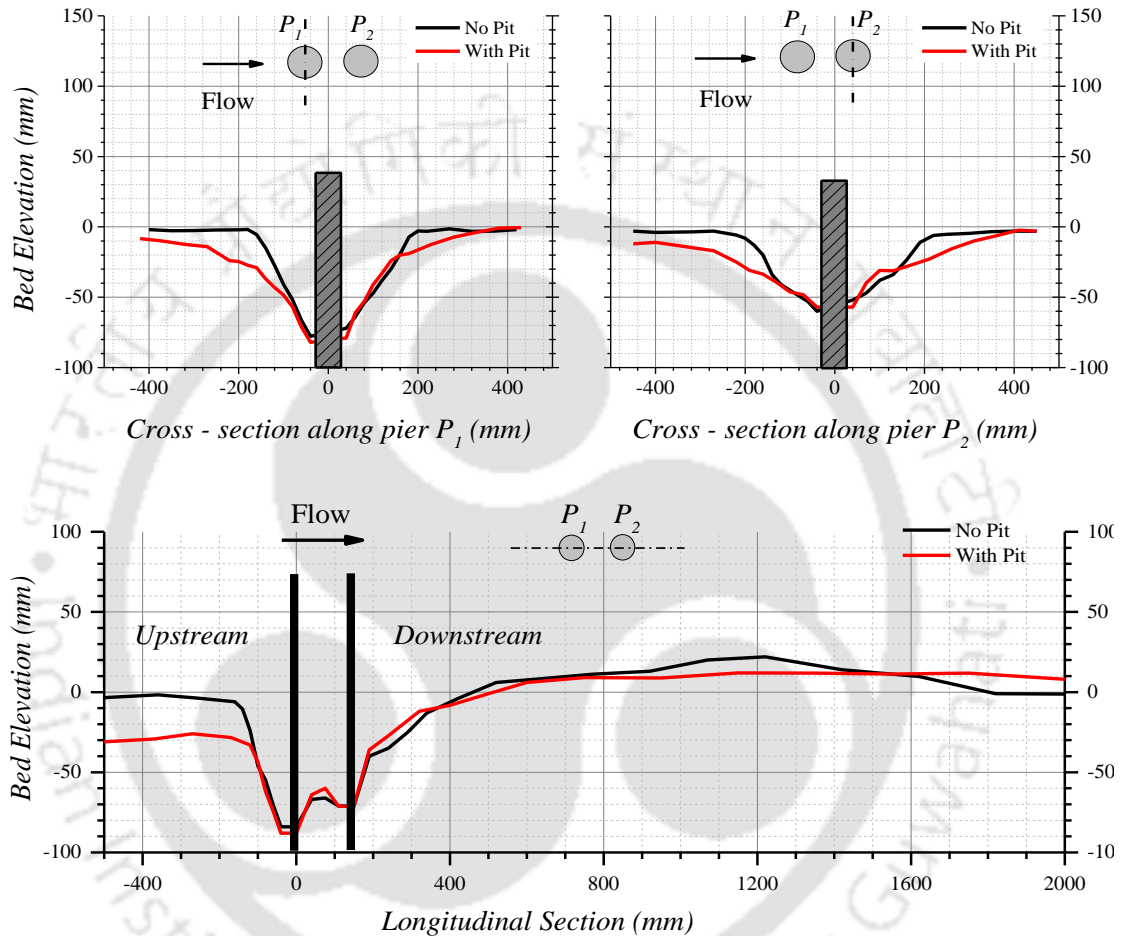 P1 P2
No Pit
With Pit
Flow
150
100
50
0
-50
-100
Bed Elevation (mm)
-400 -200 0 200 400
Cross - section along pier P1 (mm)
P1 P2
No Pit
With Pit
Flow
150
100
50
0
-50
-100
-400 -200 0 200 400
Cross - section along pier P2 (mm)
Flow
P1 P2
No Pit
With Pit
100
50
0
-50
-100
Bed Elevation (mm)
Upstream Downstream
10
50
0
-50
-10
-400 0 400 800 1200 1600 2000
Longitudinal Section (mm)
Indian Inst
Guwahati